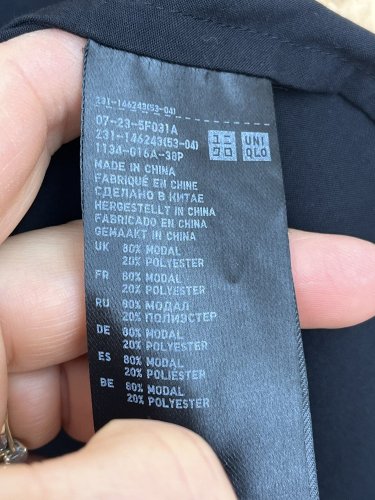 231-146243(53-04)
07-23-5F031A
231-146243(53-04)
1134-016A-38P
UNI
QLO
MADE IN CHINA
FABRIQUÉ EN CHINE
СДЕЛАНО В КИТАЕ
HERGESTELLT IN CHINA
FABRICADO EN CHINA
GEMAAKT IN CHINA
UK 80% MODAL
20% POLYESTER
FR 80% MODAL
20% POLYESTER
RU 80% МОДАЛ
20% ПОЛИЭСТЕР
DE 80% MODAL
20% POLYESTER
ES 80% MODAL
20% POLIÉSTER
BE 80% MODAL
20% POLYESTER